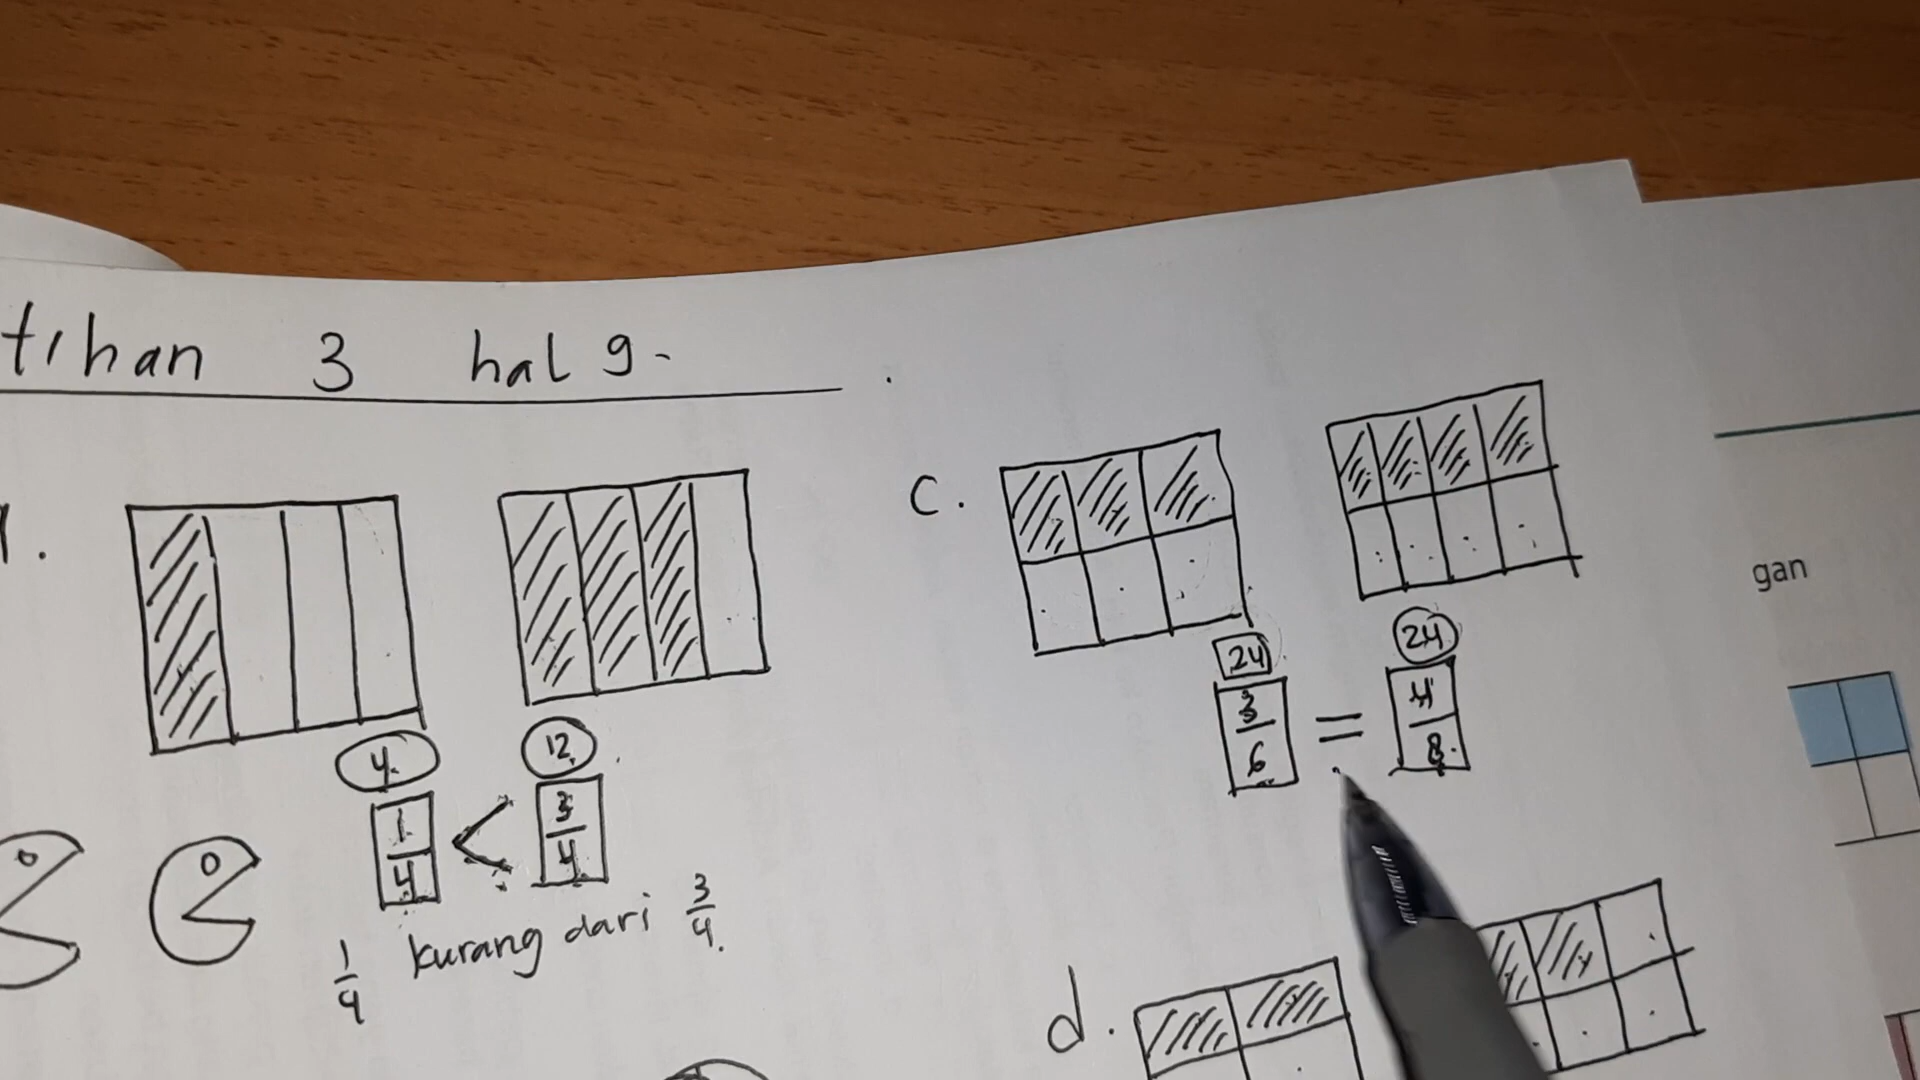 tihan 3 hal 9.
4. 12.
1/4 < 3/4
1/4 kurang dari 3/4.
c.
24 24
3/6 = 4/8
d.
gan